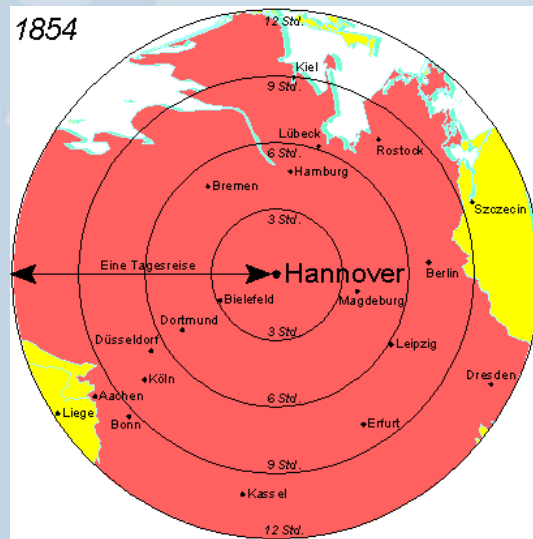 1854
12 Std.
Kiel
9 Std.
Lübeck
Rostock
6 Std.
Hamburg
Bremen
Szczecin
3 Std.
Eine Tagesreise
Hannover
Berlin
Bielefeld
Magdeburg
Dortmund
3 Std.
Düsseldorf
Leipzig
Köln
Dresden
Aachen
6 Std.
Liege
Bonn
Erfurt
9 Std.
Kassel
12 Std.